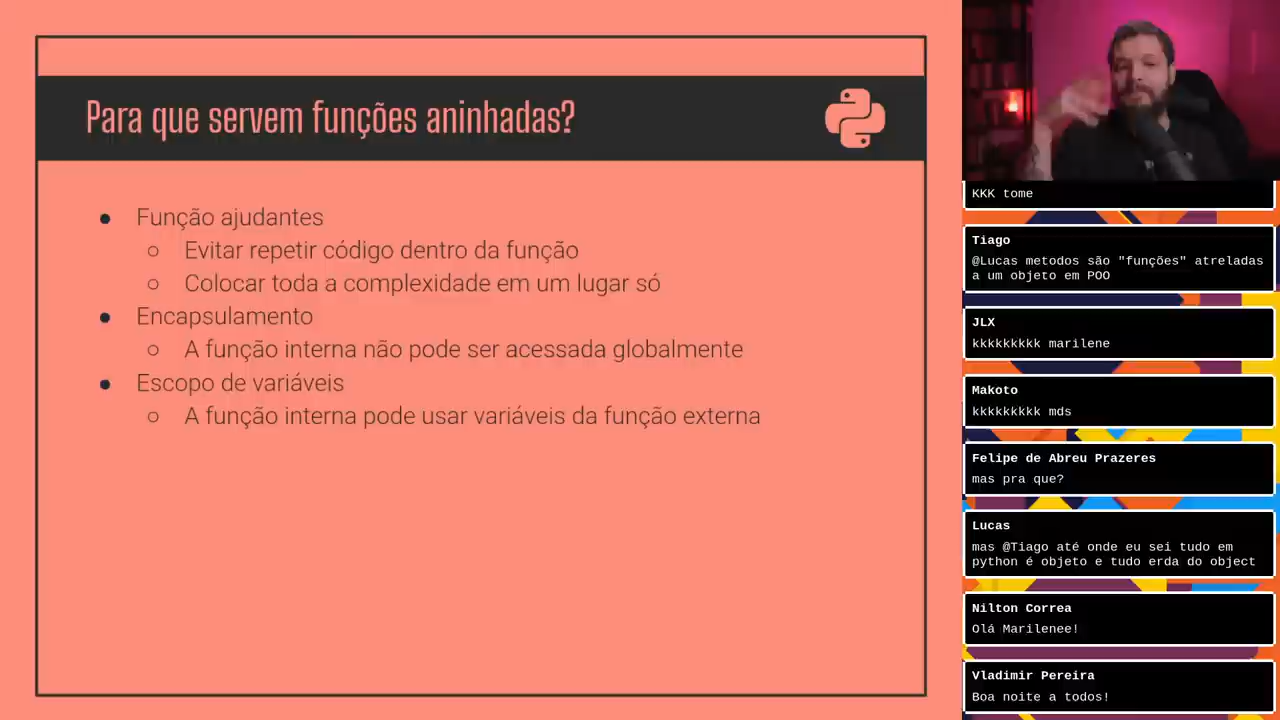 Para que servem funções aninhadas?
● Função ajudantes
○ Evitar repetir código dentro da função
○ Colocar toda a complexidade em um lugar só
● Encapsulamento
○ A função interna não pode ser acessada globalmente
● Escopo de variáveis
○ A função interna pode usar variáveis da função externa
KKK tome
Tiago
@Lucas metodos são "funções" atreladas
a um objeto em POO
JLX
kkkkkkkkk marilene
Makoto
kkkkkkkkk mds
Felipe de Abreu Prazeres
mas pra que?
Lucas
mas @Tiago até onde eu sei tudo em
python é objeto e tudo erda do object
Nilton Correa
Olá Marilenee!
Vladimir Pereira
Boa noite a todos!